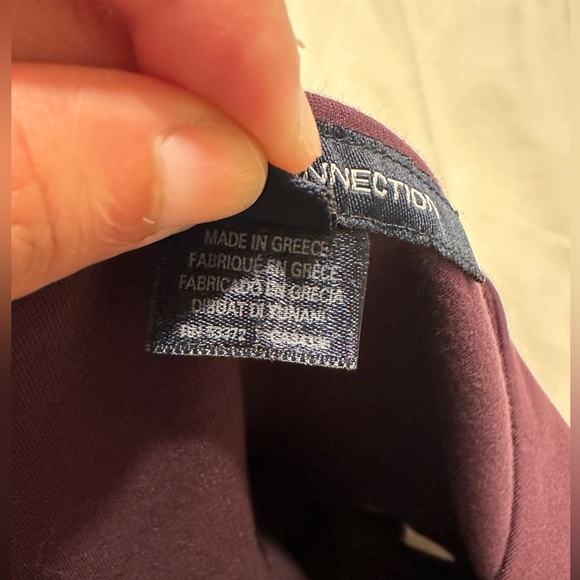 NNECTION
MADE IN GREECE
FABRIQUÉ EN GRÈCE
FABRICADO EN GRECIA
DIBUAT DI YUNANI